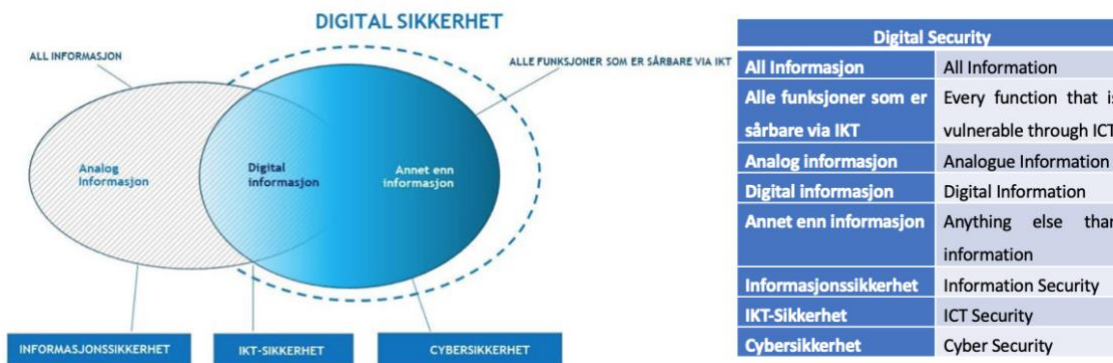 DIGITAL SIKKERHET
ALL INFORMASJON
ALLE FUNKSJONER SOM ER SÅRBARE VIA IKT
Analog
Informasjon
Digital
informasjon
Annet enn
informasjon
INFORMASJONSSIKKERHET
IKT-SIKKERHET
CYBERSIKKERHET
Digital Security
All Informasjon All Information
Alle funksjoner som er Every function that is
sårbare via IKT vulnerable through ICT
Analog informasjon Analogue Information
Digital informasjon Digital Information
Annet enn informasjon Anything else than
information
Informasjonssikkerhet Information Security
IKT-Sikkerhet ICT Security
Cybersikkerhet Cyber Security